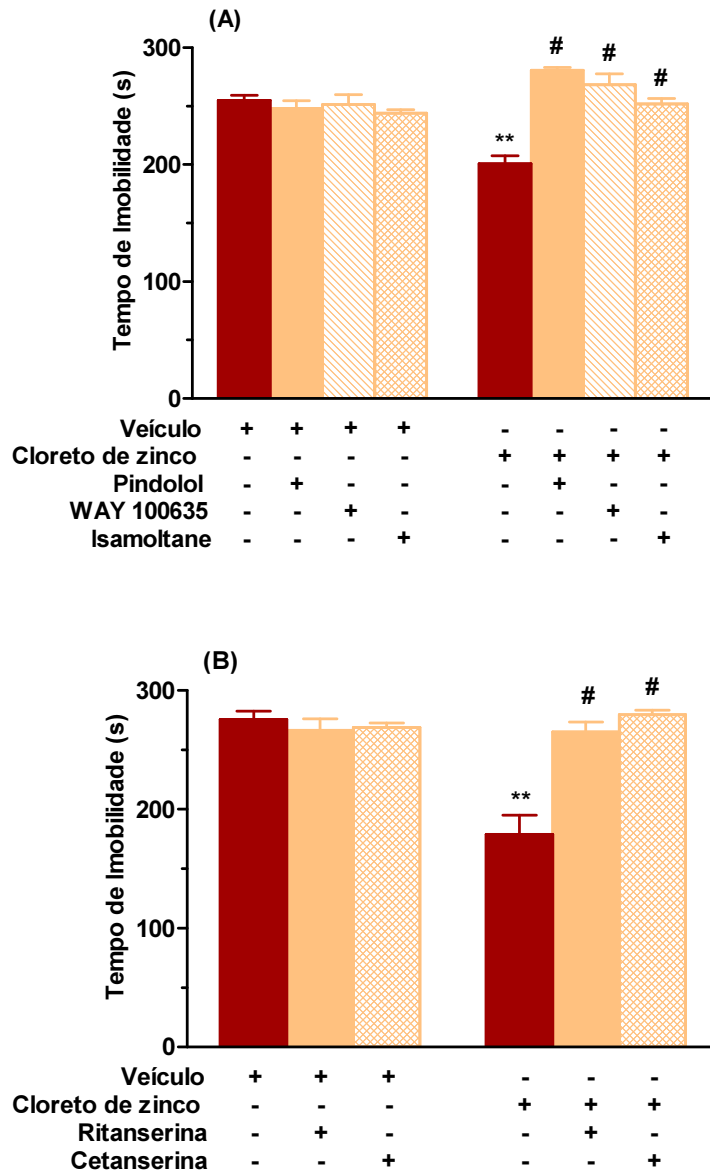 (A)
300
200
100
0
Tempo de Imobilidade (s)
**
#
#
#
Veículo + + + + - - - -
Cloreto de zinco - - - - + + + +
Pindolol - + - - - + - -
WAY 100635 - - + - - - + -
Isamoltane - - - + - - - +
(B)
300
200
100
0
Tempo de Imobilidade (s)
**
#
#
Veículo + + + - - -
Cloreto de zinco - - - + + +
Ritanserina - + - - + -
Cetanserina - - + - - +